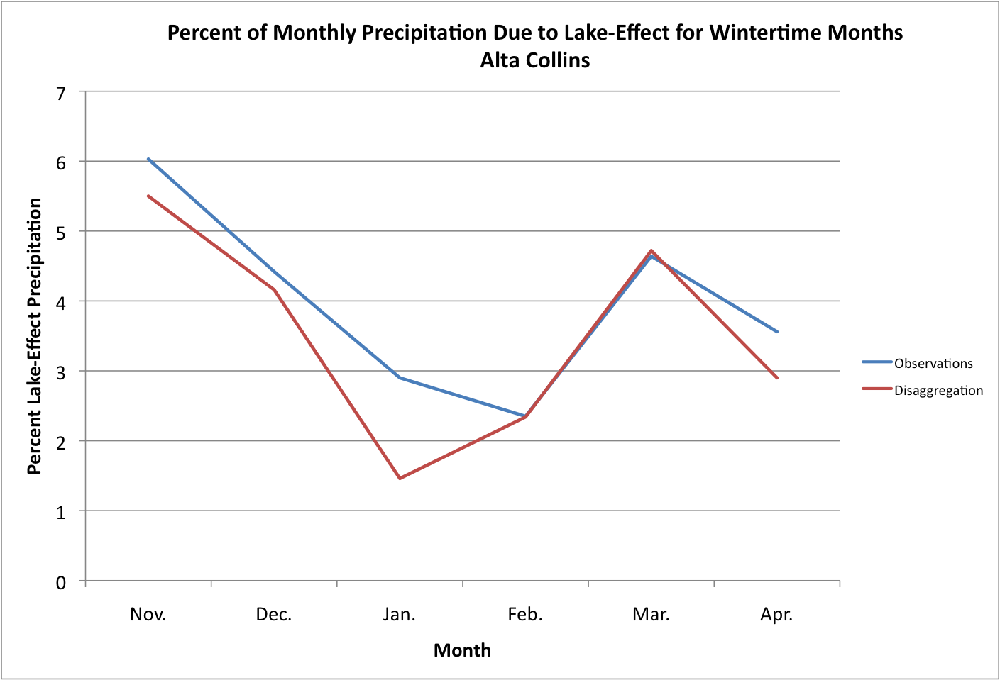 Percent of Monthly Precipitation Due to Lake-Effect for Wintertime Months
Alta Collins
7
6
5
4
3
2
1
0
Percent Lake-Effect Precipitation
Nov. Dec. Jan. Feb. Mar. Apr.
Month
Observations
Disaggregation